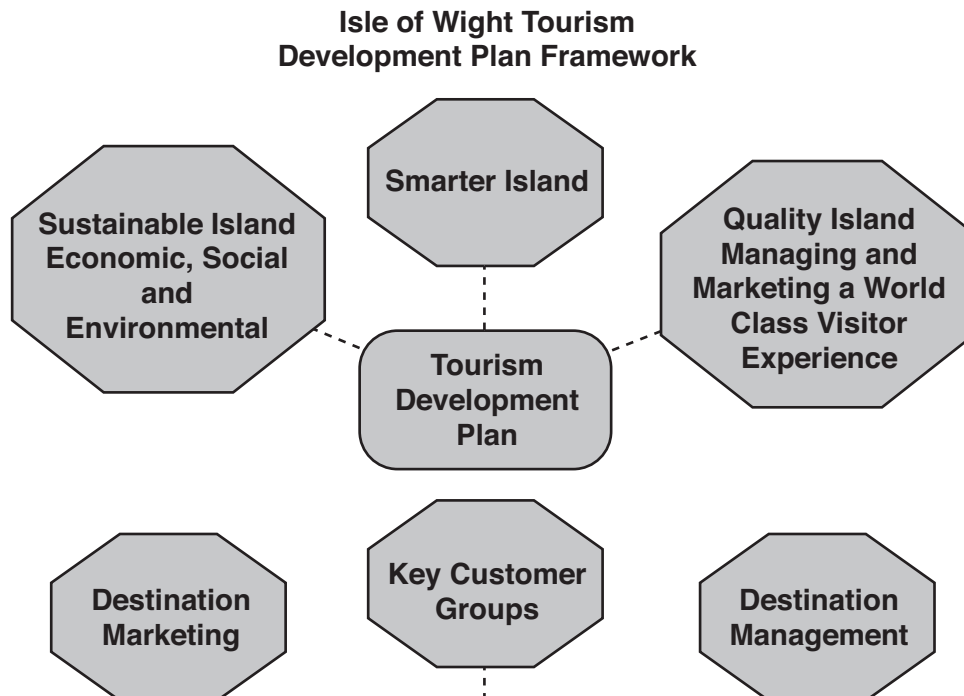 Isle of Wight Tourism
Development Plan Framework
Smarter Island
Sustainable Island
Economic, Social
and
Environmental
Quality Island
Managing and
Marketing a World
Class Visitor
Experience
Tourism
Development
Plan
Key Customer
Groups
Destination
Marketing
Destination
Management